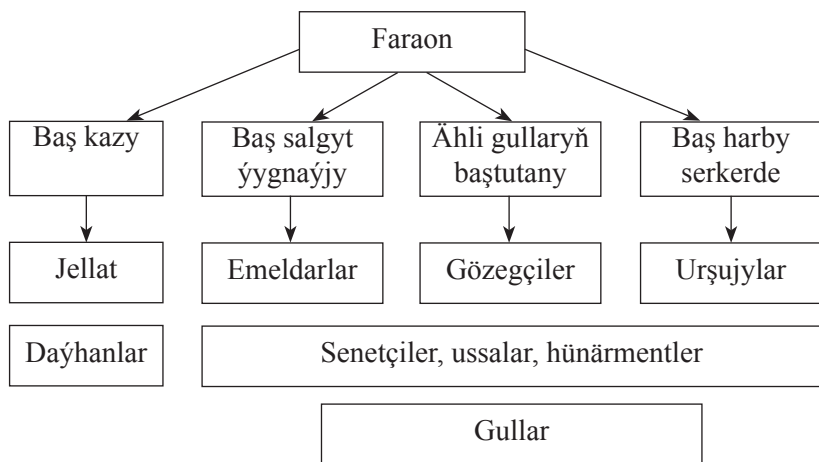 Faraon
Baş kazy
Baş salgyt
ýygnaýjy
Ähli gullaryň
baştutany
Baş harby
serkerde
Jellat
Emeldarlar
Gözegçiler
Urşujylar
Daýhanlar
Senetçiler, ussalar, hünärmentler
Gullar